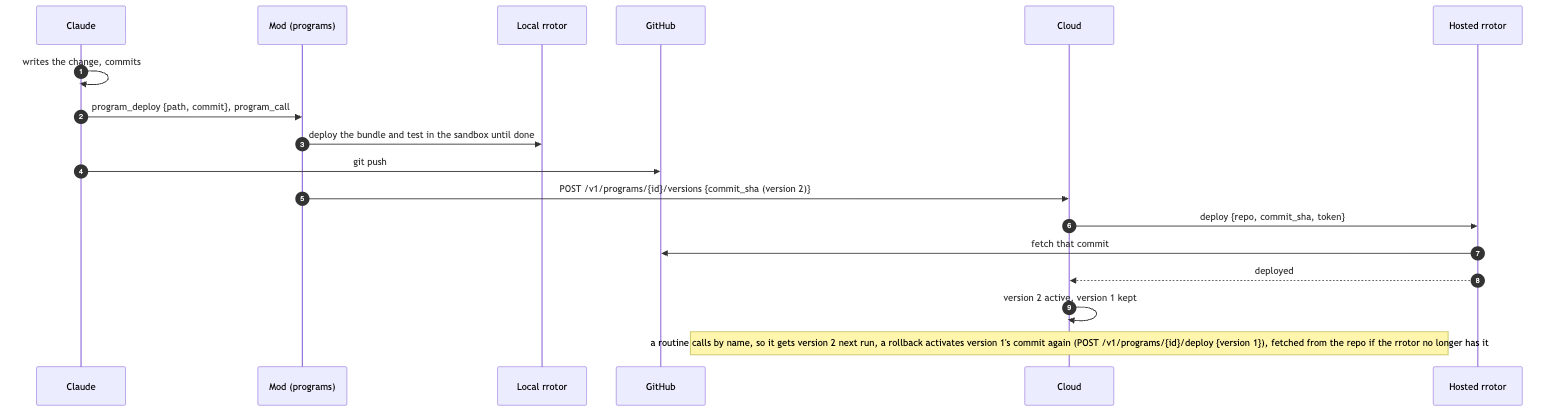 Claude
Mod (programs)
Local rrotor
GitHub
Cloud
Hosted rrotor
writes the change, commits
1
program_deploy {path, commit}, program_call
2
deploy the bundle and test in the sandbox until done
3
git push
4
POST /v1/programs/{id}/versions {commit_sha (version 2)}
5
deploy {repo, commit_sha, token}
6
fetch that commit
7
deployed
8
version 2 active, version 1 kept
9
a routine calls by name, so it gets version 2 next run, a rollback activates version 1's commit again (POST /v1/programs/{id}/deploy {version 1}), fetched from the repo if the rrotor no longer has it
Claude
Mod (programs)
Local rrotor
GitHub
Cloud
Hosted rrotor